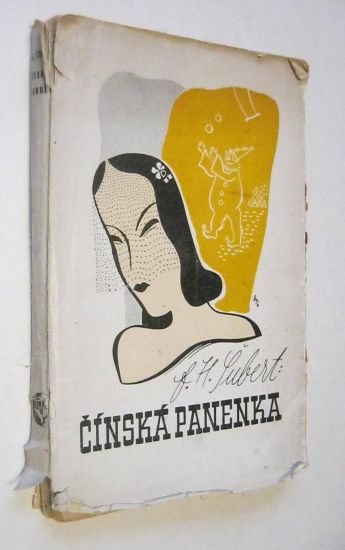 f. H. Šubert:
ČÍNSKÁ PANENKA